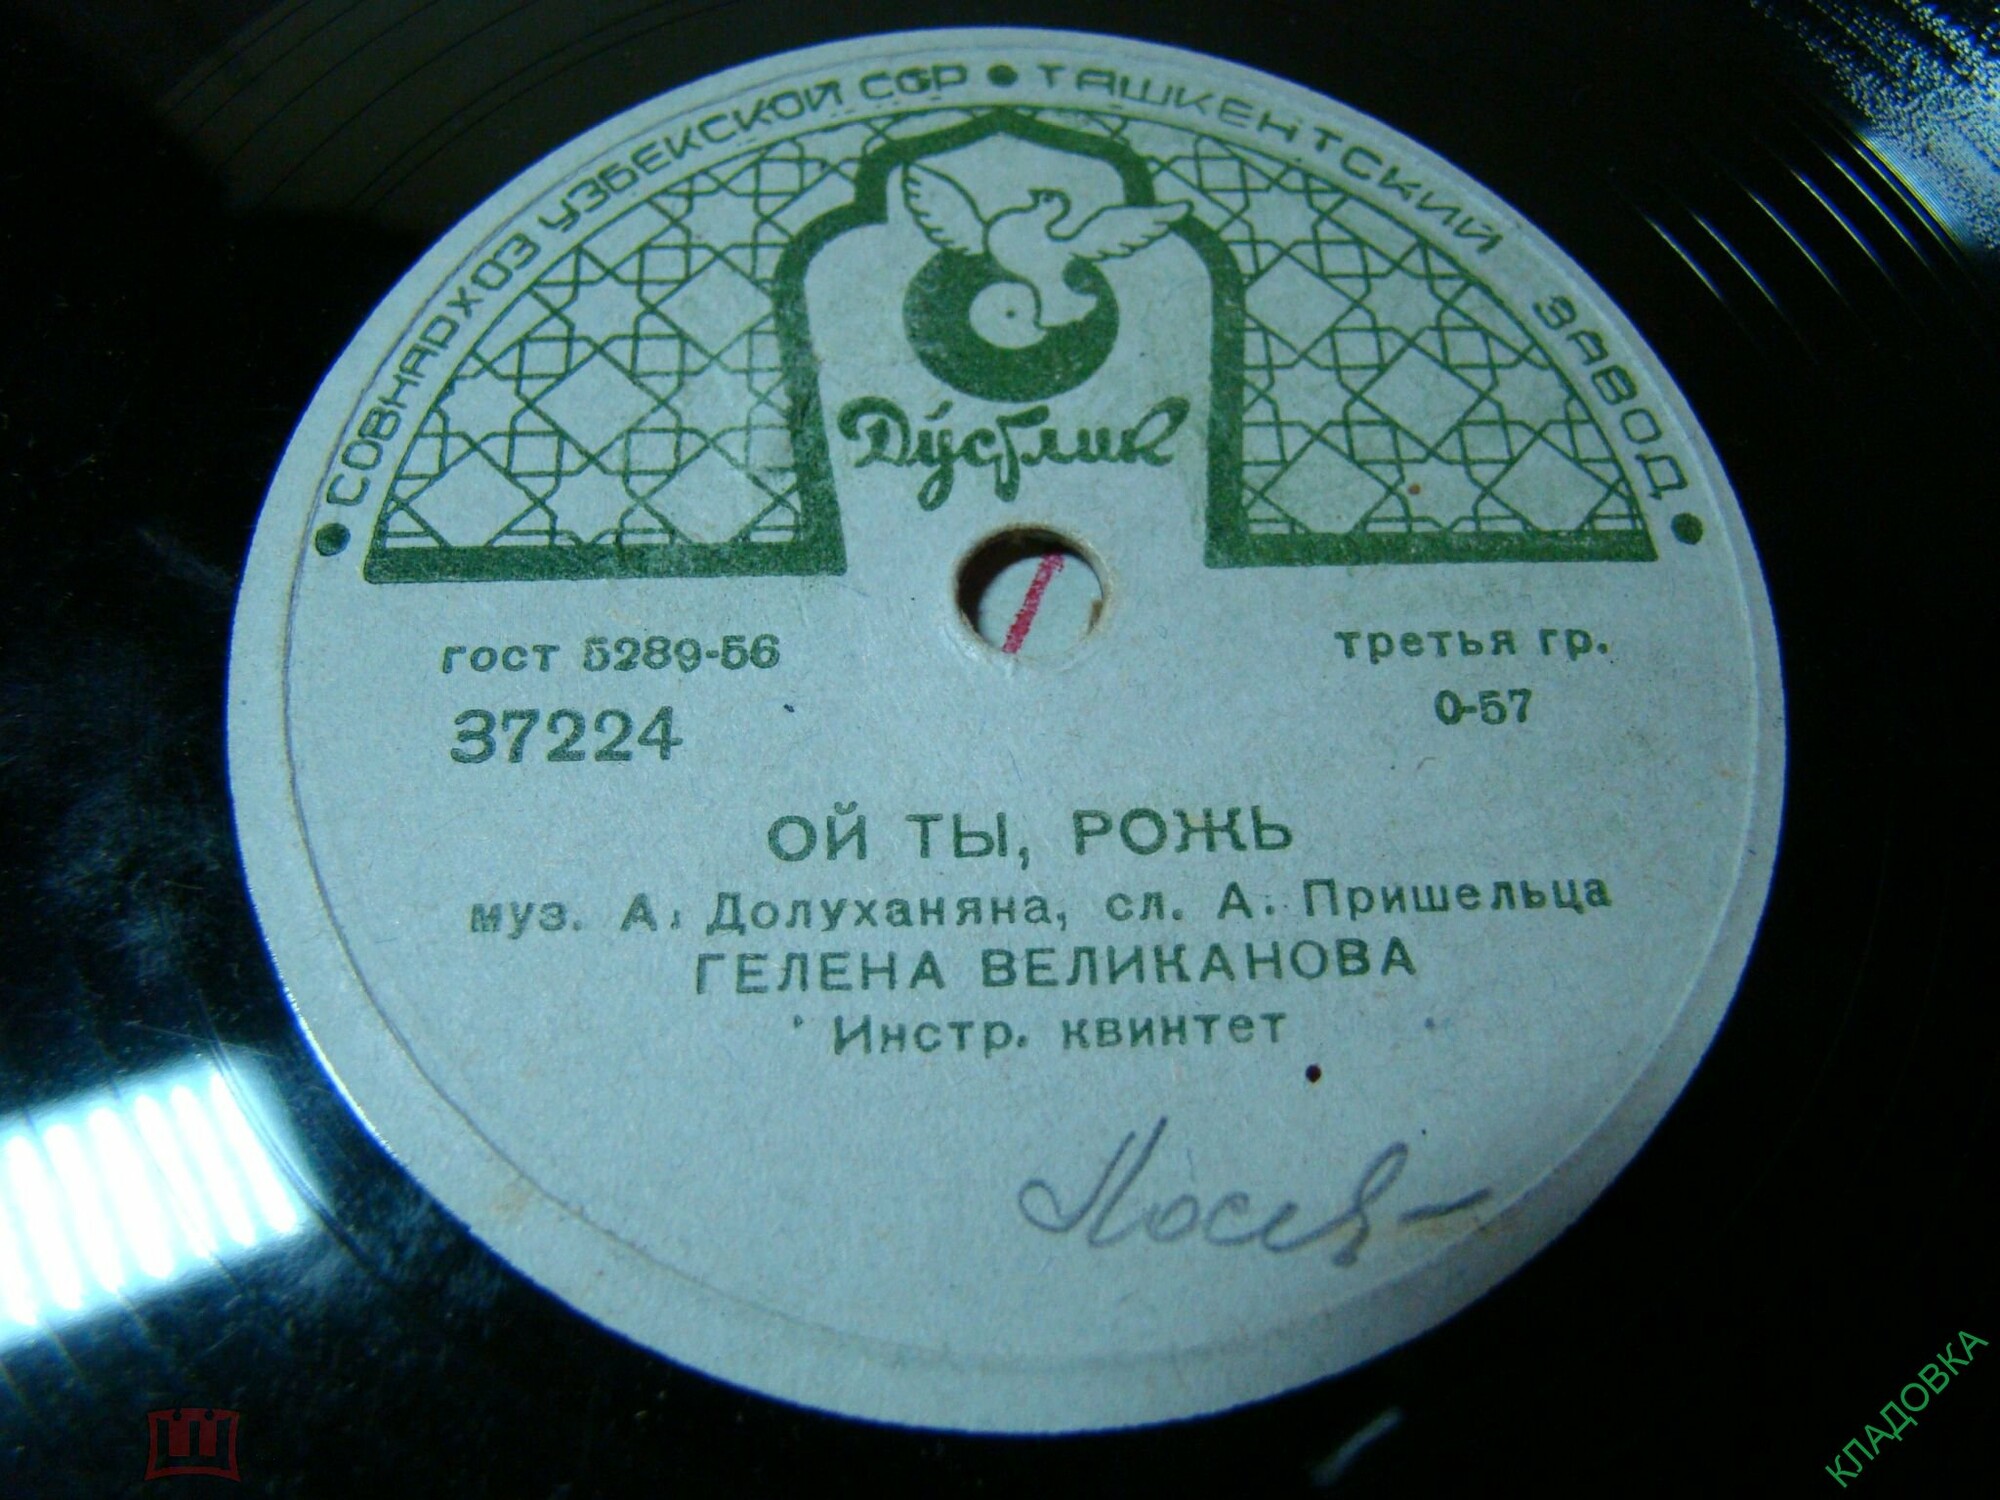 СОВНАРХОЗ УЗБЕКСКОЙ ССР • ТАШКЕНТСКИЙ ЗАВОД
Дустлик
гост 5289-56
третья гр.
37224
0-57
ОЙ ТЫ, РОЖЬ
муз. А. Долуханяна, сл. А. Пришельца
ГЕЛЕНА ВЕЛИКАНОВА
Инстр. квинтет
КЛАДОВКА